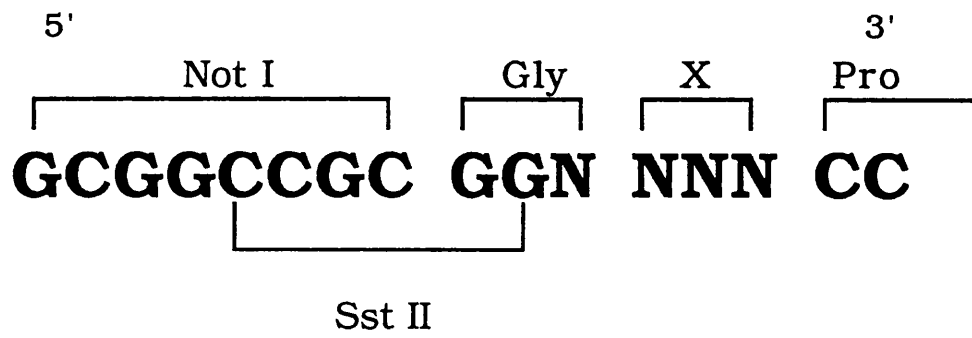 5' 3'
Not I Gly X Pro
GCGGCCGC GGN NNN CC
Sst II